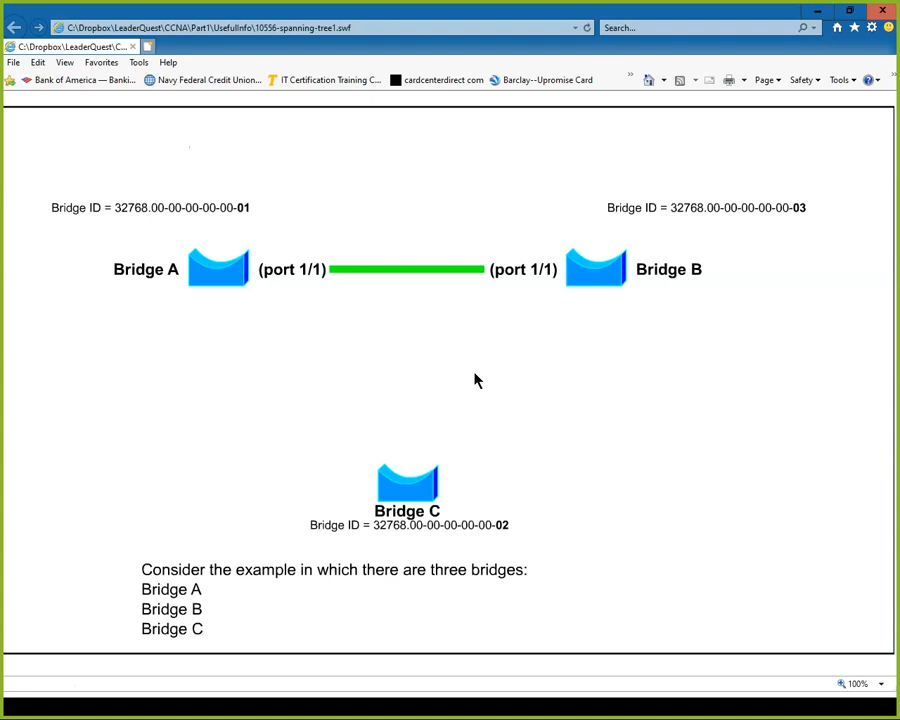 C:\Dropbox\LeaderQuest\CCNA\Part1\UsefulInfo\10556-spanning-tree1.swf
Search...
C:\Dropbox\LeaderQuest\C...
File Edit View Favorites Tools Help
Bank of America — Banki... Navy Federal Credit Union... IT Certification Training C... cardcenterdirect com Barclay--Upromise Card Page Safety Tools
Bridge ID = 32768.00-00-00-00-00-01 Bridge ID = 32768.00-00-00-00-00-03
Bridge A (port 1/1) (port 1/1) Bridge B
Bridge C
Bridge ID = 32768.00-00-00-00-00-02
Consider the example in which there are three bridges:
Bridge A
Bridge B
Bridge C
100%